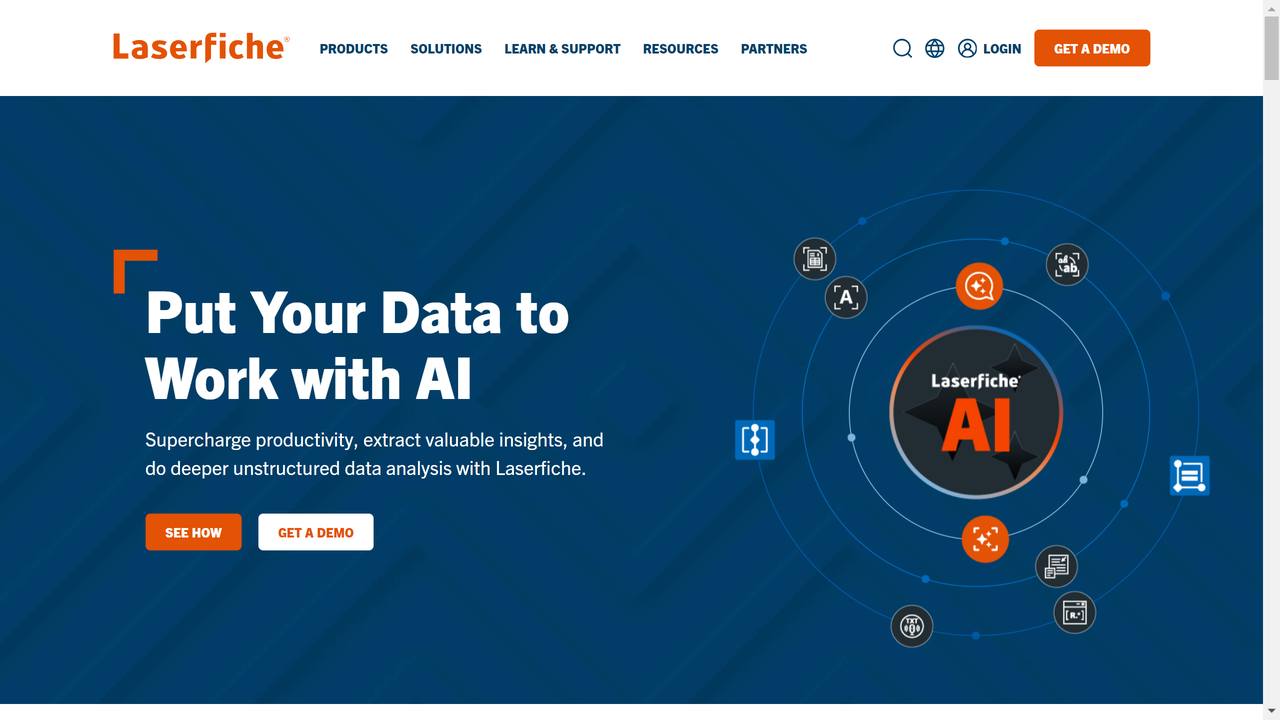 Laserfiche®
PRODUCTS SOLUTIONS LEARN & SUPPORT RESOURCES PARTNERS LOGIN GET A DEMO
Put Your Data to
Work with AI
Supercharge productivity, extract valuable insights, and
do deeper unstructured data analysis with Laserfiche.
SEE HOW GET A DEMO
A
ab
Laserfiche
AI
TXT
[R.*]